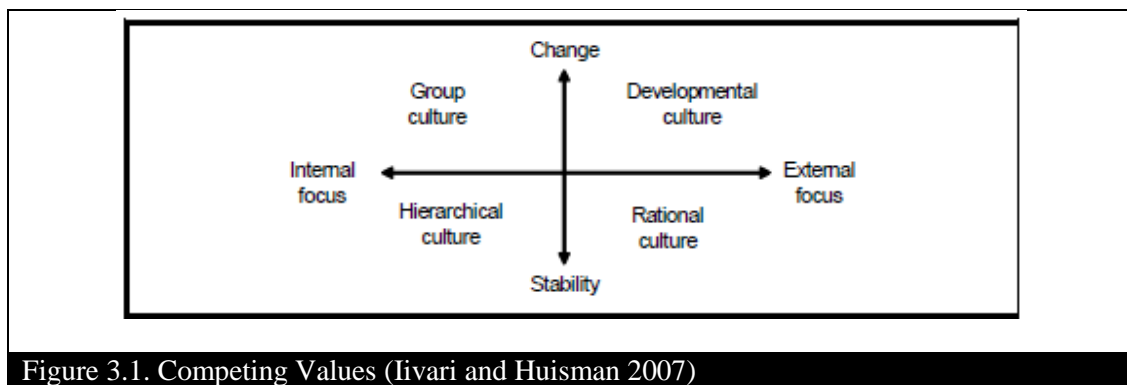 Change
Group
culture
Developmental
culture
Internal
focus
External
focus
Hierarchical
culture
Rational
culture
Stability
Figure 3.1. Competing Values (Iivari and Huisman 2007)